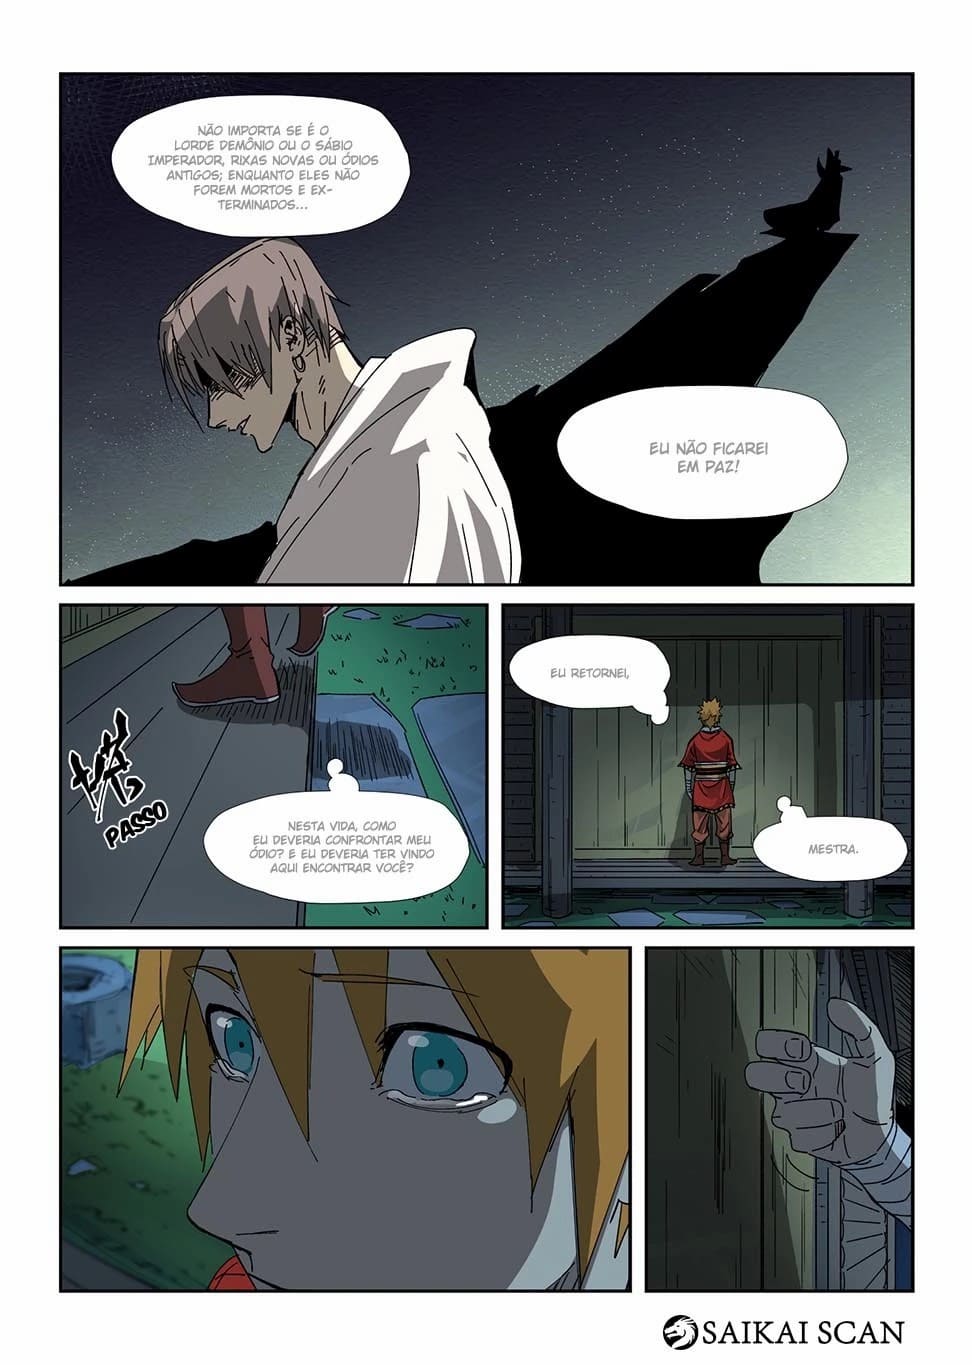 NÃO IMPORTA SE É O
LORDE DEMÔNIO OU O SÁBIO
IMPERADOR, RIXAS NOVAS OU ÓDIOS
ANTIGOS; ENQUANTO ELES NÃO
FOREM MORTOS E EX-
TERMINADOS...
EU NÃO FICAREI
EM PAZ!
PASSO
NESTA VIDA, COMO
EU DEVERIA CONFRONTAR MEU
ÓDIO? E EU DEVERIA TER VINDO
AQUI ENCONTRAR VOCÊ?
EU RETORNEI,
MESTRA.
SAIKAI SCAN